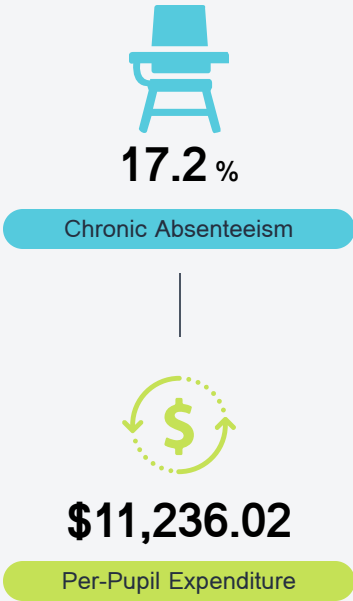 17.2 %
Chronic Absenteeism
$
$11,236.02
Per-Pupil Expenditure